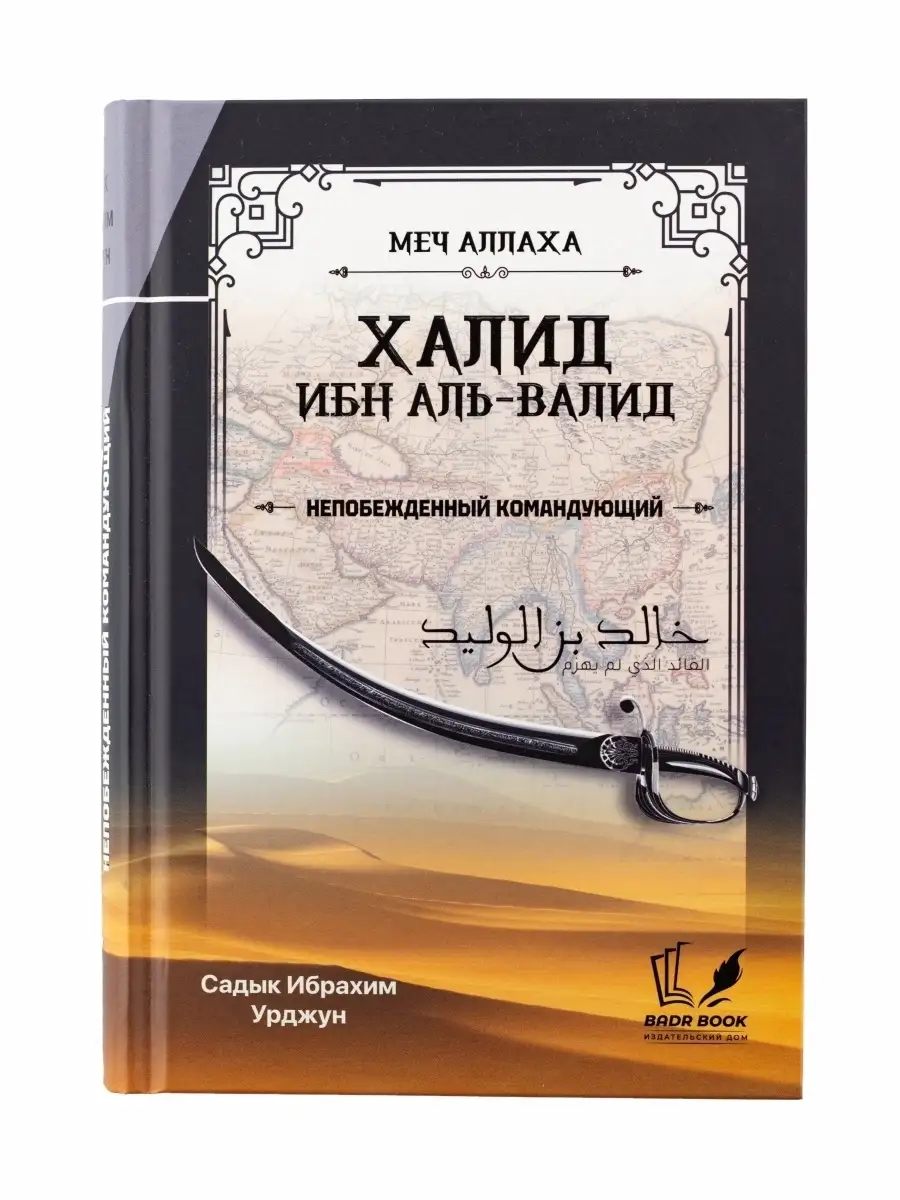 МЕЧ АЛЛАХА
ХАЛИД
ИБН АЛЬ-ВАЛИД
НЕПОБЕЖДЕННЫЙ КОМАНДУЮЩИЙ
خالد بن الوليد
القائد الذي لم يهزم
Садык Ибрахим
Урджун
BADR BOOK
ИЗДАТЕЛЬСКИЙ ДОМ
НЕПОБЕЖДЕННЫЙ КОМАНДУЮЩИЙ